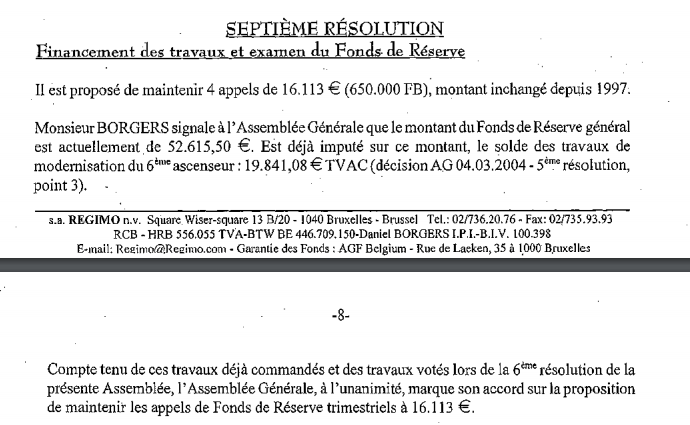 SEPTIÈME RÉSOLUTION
Financement des travaux et examen du Fonds de Réserve
Il est proposé de maintenir 4 appels de 16.113 € (650.000 FB), montant inchangé depuis 1997.
Monsieur BORGERS signale à l'Assemblée Générale que le montant du Fonds de Réserve général
est actuellement de 52.615,50 €. Est déjà imputé sur ce montant, le solde des travaux de
modernisation du 6ème ascenseur : 19.841,08 € TVAC (décision AG 04.03.2004 - 5ème résolution,
point 3).
s.a. REGIMO n.v. Square Wiser-square 13 B/20 - 1040 Bruxelles - Brussel Tel.: 02/736.20.76 - Fax: 02/735.93.93
RCB - HRB 556.055 TVA-BTW BE 446.709.150-Daniel BORGERS I.P.I.-B.I.V. 100.398
E-mail: Regimo@Regimo.com - Garantie des Fonds : AGF Belgium - Rue de Laeken, 35 à 1000 Bruxelles
-8-
Compte tenu de ces travaux déjà commandés et des travaux votés lors de la 6ème résolution de la
présente Assemblée, l'Assemblée Générale, à l'unanimité, marque son accord sur la proposition
de maintenir les appels de Fonds de Réserve trimestriels à 16.113 €.